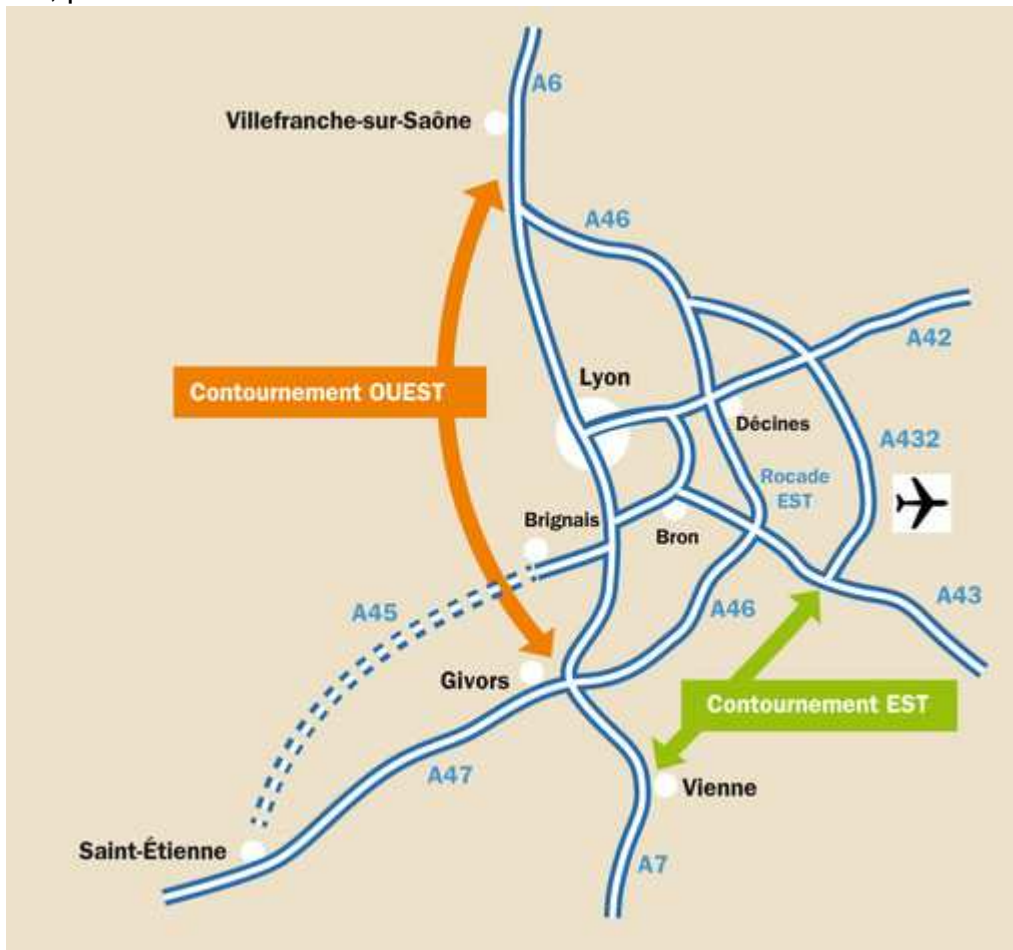 A6
Villefranche-sur-Saône
A46
A42
Lyon
Contournement OUEST
Décines
A432
Rocade
EST
Brignais
Bron
A45
A46
A43
Givors
Contournement EST
A47
Vienne
Saint-Étienne
A7